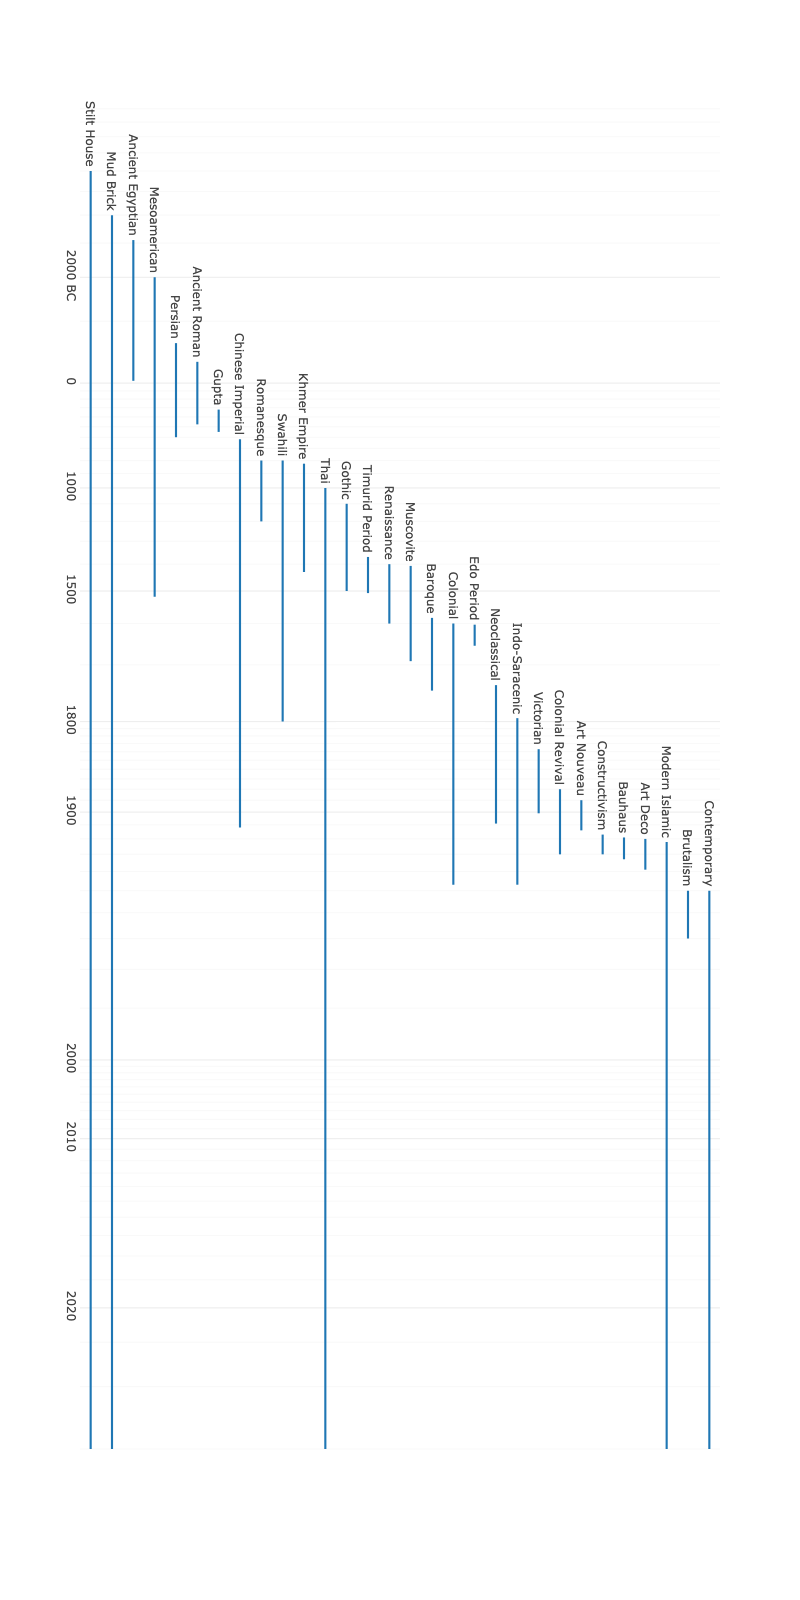 Stilt House
Mud Brick
Ancient Egyptian
Mesoamerican
Persian
Ancient Roman
Gupta
Chinese Imperial
Romanesque
Swahili
Khmer Empire
Thai
Gothic
Timurid Period
Renaissance
Muscovite
Baroque
Colonial
Edo Period
Neoclassical
Indo-Saracenic
Victorian
Colonial Revival
Art Nouveau
Constructivism
Bauhaus
Art Deco
Modern Islamic
Brutalism
Contemporary
2000 BC
0
1000
1500
1800
1900
2000
2010
2020